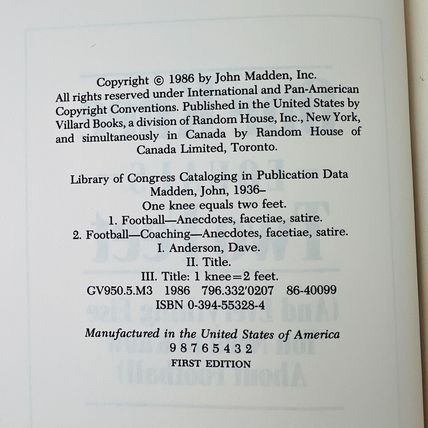 Copyright © 1986 by John Madden, Inc.
All rights reserved under International and Pan-American
Copyright Conventions. Published in the United States by
Villard Books, a division of Random House, Inc., New York,
and simultaneously in Canada by Random House of
Canada Limited, Toronto.
Library of Congress Cataloging in Publication Data
Madden, John, 1936–
One knee equals two feet.
1. Football—Anecdotes, facetiae, satire.
2. Football—Coaching—Anecdotes, facetiae, satire.
I. Anderson, Dave.
II. Title.
III. Title: 1 knee=2 feet.
GV950.5.M3 1986 796.332'0207 86-40099
ISBN 0-394-55328-4
Manufactured in the United States of America
9 8 7 6 5 4 3 2
FIRST EDITION